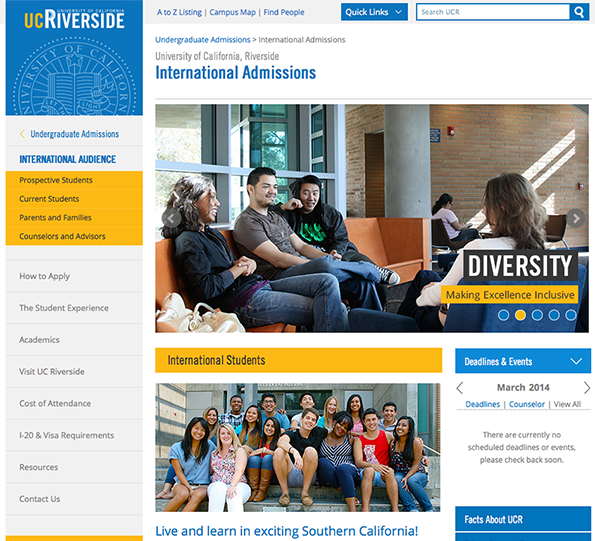 UNIVERSITY OF CALIFORNIA
UCRIVERSIDE
A to Z Listing | Campus Map | Find People
Quick Links
Search UCR
UNIVERSITY OF CALIFORNIA
Undergraduate Admissions > International Admissions
University of California, Riverside
International Admissions
Undergraduate Admissions
INTERNATIONAL AUDIENCE
Prospective Students
Current Students
Parents and Families
Counselors and Advisors
How to Apply
The Student Experience
Academics
Visit UC Riverside
Cost of Attendance
I-20 & Visa Requirements
Resources
Contact Us
DIVERSITY
Making Excellence Inclusive
International Students
Live and learn in exciting Southern California!
Deadlines & Events
March 2014
Deadlines | Counselor | View All
There are currently no
scheduled deadlines or events,
please check back soon.
Facts About UCR